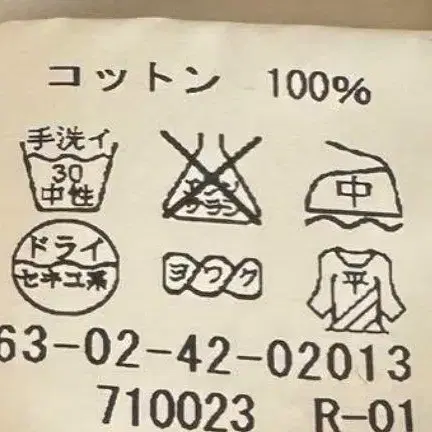 コットン 100%
手洗イ
30
中性
エンソ
サラシ
中
ドライ
セキユ系
ヨワク
平
63-02-42-02013
710023 R-01